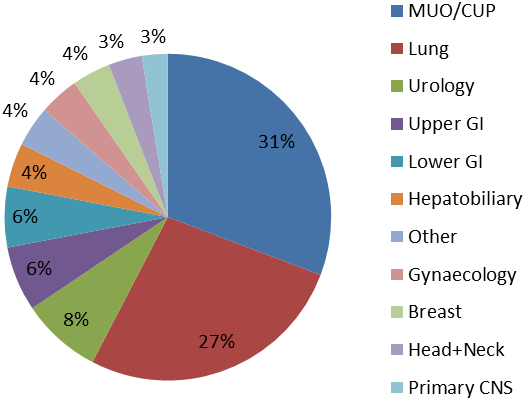 MUO/CUP
Lung
Urology
Upper GI
Lower GI
Hepatobiliary
Other
Gynaecology
Breast
Head+Neck
Primary CNS
31%
27%
8%
6%
6%
4%
4%
4%
4%
3%
3%